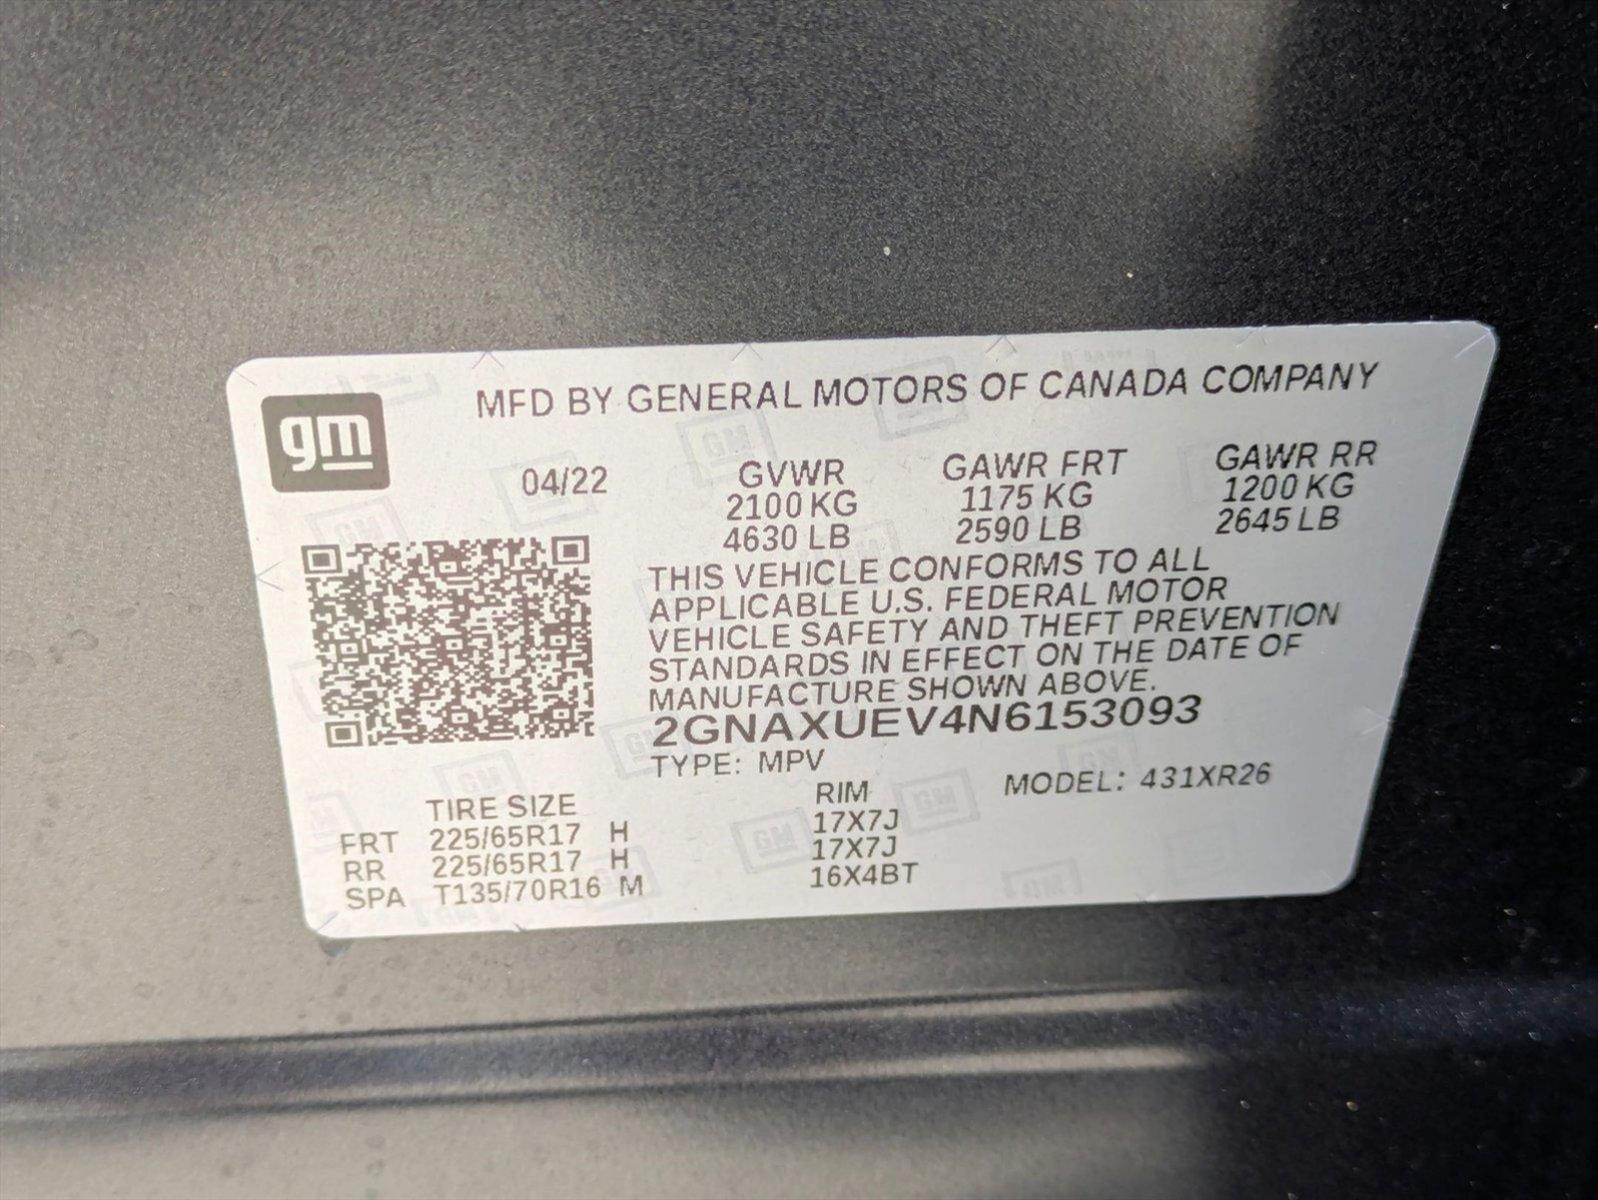 gm
MFD BY GENERAL MOTORS OF CANADA COMPANY
04/22 GVWR GAWR FRT GAWR RR
2100 KG 1175 KG 1200 KG
4630 LB 2590 LB 2645 LB
THIS VEHICLE CONFORMS TO ALL
APPLICABLE U.S. FEDERAL MOTOR
VEHICLE SAFETY AND THEFT PREVENTION
STANDARDS IN EFFECT ON THE DATE OF
MANUFACTURE SHOWN ABOVE.
2GNAXUEV4N6153093
TYPE: MPV MODEL: 431XR26
TIRE SIZE RIM
FRT 225/65R17 H 17X7J
RR 225/65R17 H 17X7J
SPA T135/70R16 M 16X4BT